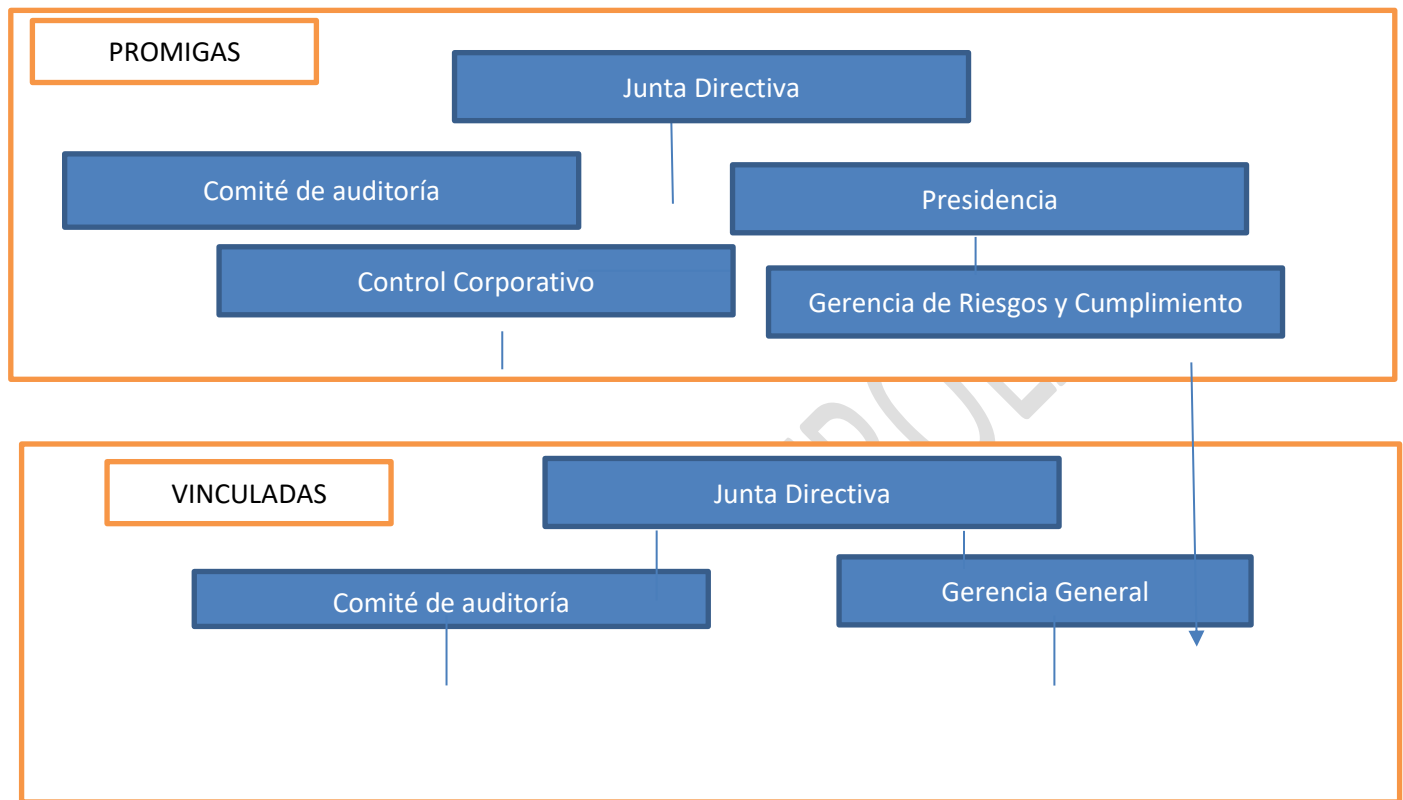 PROMIGAS
Junta Directiva
Comité de auditoría
Presidencia
Control Corporativo
Gerencia de Riesgos y Cumplimiento
VINCULADAS
Junta Directiva
Comité de auditoría
Gerencia General